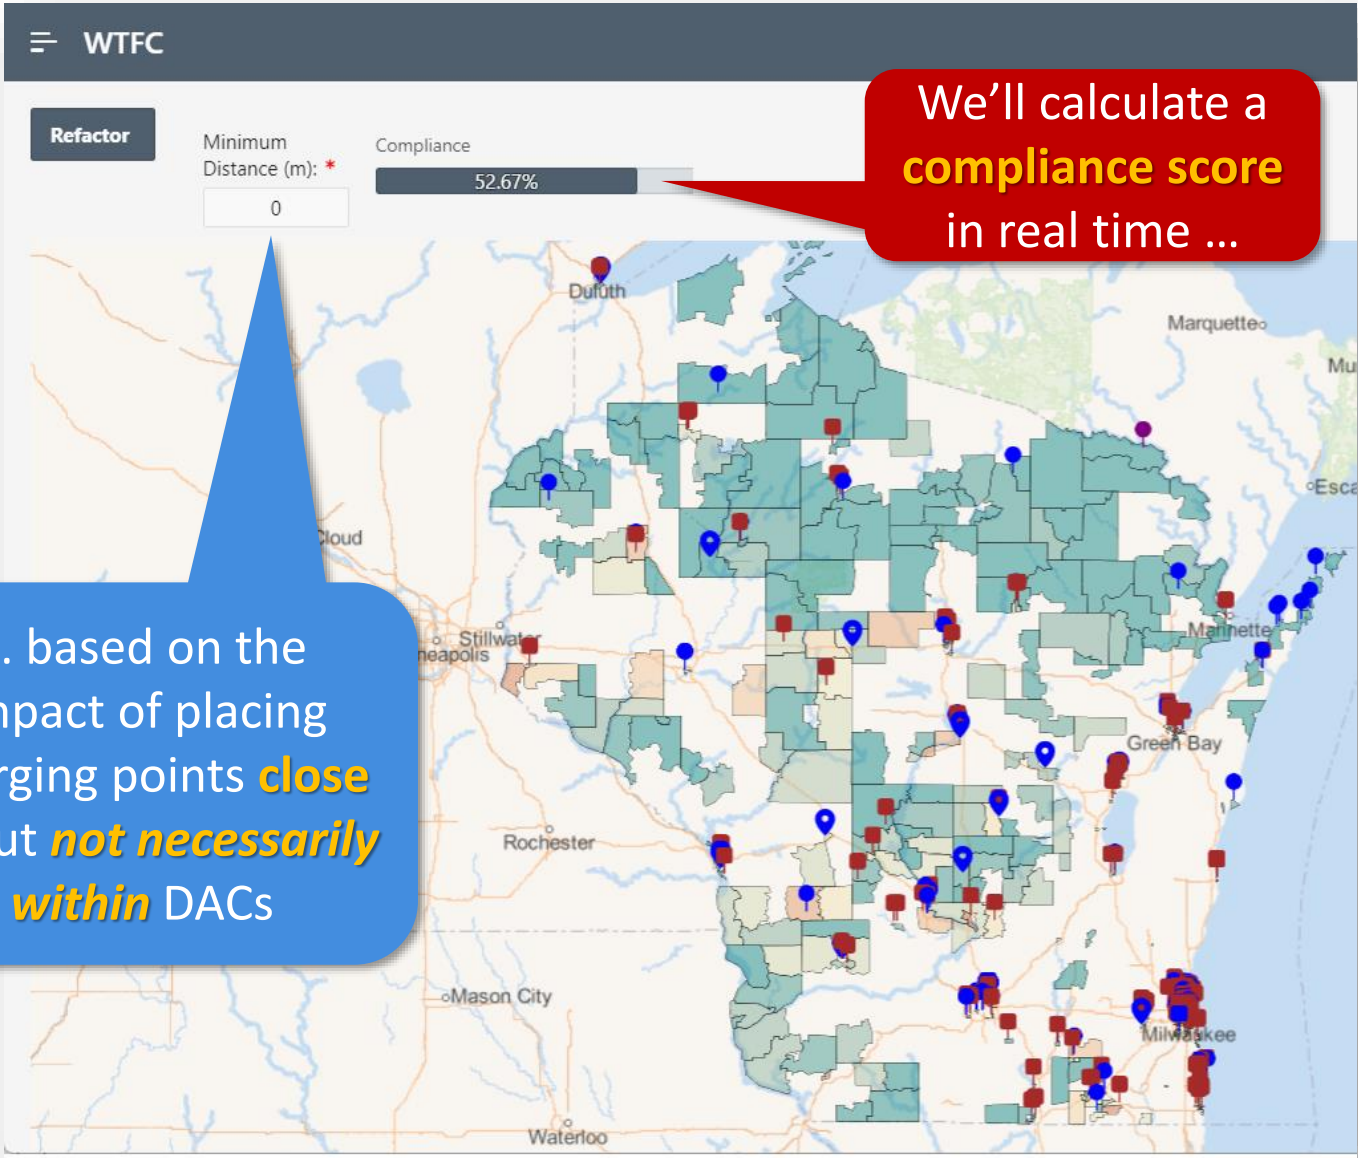 WTFC
Refactor
Minimum
Distance (m): *
0
Compliance
52.67%
We'll calculate a
compliance score
in real time ...
Duluth
Marquette
Mu
Esca
Cloud
Stillwater
neapolis
Marinette
. based on the
mpact of placing
rging points close
ut not necessarily
within DACs
Green Bay
Rochester
Mason City
Milwaukee
Waterloo